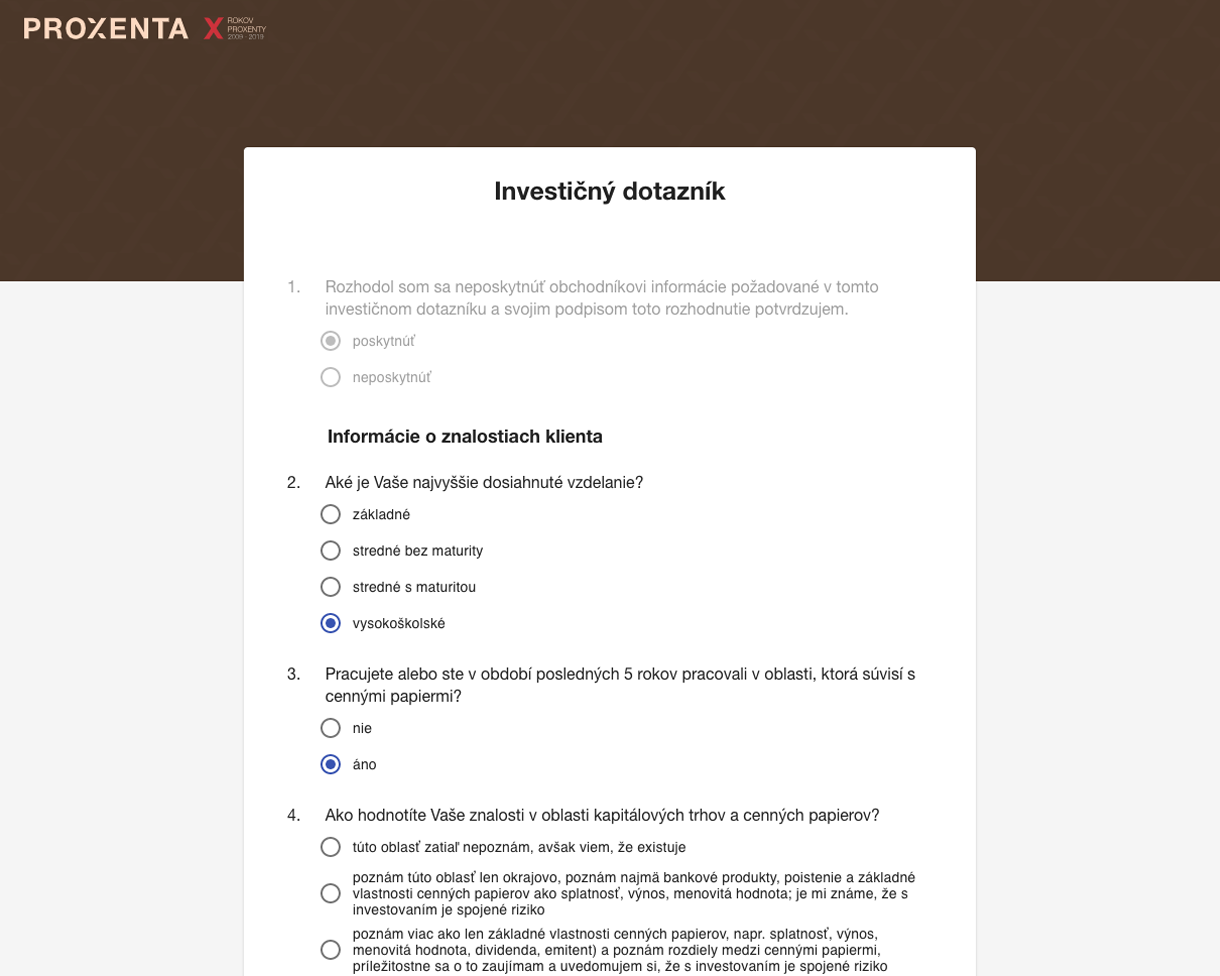 PROXENTA
X ROKOV
PROXENTY
2009 - 2019
Investičný dotazník
1. Rozhodol som sa neposkytnúť obchodníkovi informácie požadované v tomto
investičnom dotazníku a svojim podpisom toto rozhodnutie potvrdzujem.
poskytnúť
neposkytnúť
Informácie o znalostiach klienta
2. Aké je Vaše najvyššie dosiahnuté vzdelanie?
základné
stredné bez maturity
stredné s maturitou
vysokoškolské
3. Pracujete alebo ste v období posledných 5 rokov pracovali v oblasti, ktorá súvisí s
cennými papiermi?
nie
áno
4. Ako hodnotíte Vaše znalosti v oblasti kapitálových trhov a cenných papierov?
túto oblasť zatiaľ nepoznám, avšak viem, že existuje
poznám túto oblasť len okrajovo, poznám najmä bankové produkty, poistenie a základné
vlastnosti cenných papierov ako splatnosť, výnos, menovitá hodnota; je mi známe, že s
investovaním je spojené riziko
poznám viac ako len základné vlastnosti cenných papierov, napr. splatnosť, výnos,
menovitá hodnota, dividenda, emitent) a poznám rozdiely medzi cennými papiermi,
príležitostne sa o to zaujímam a uvedomujem si, že s investovaním je spojené riziko